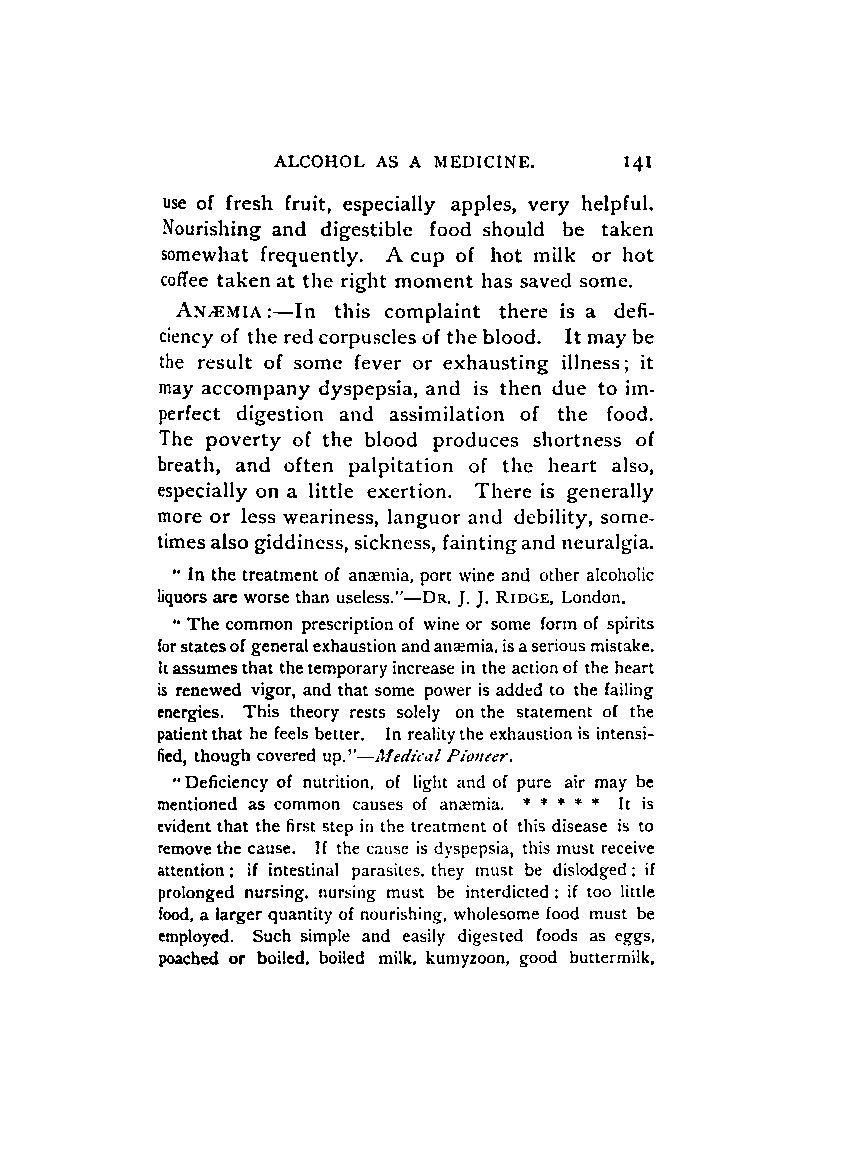 ALCOHOL AS A MEDICINE. 141
use of fresh fruit, especially apples, very helpful.
Nourishing and digestible food should be taken
somewhat frequently. A cup of hot milk or hot
coffee taken at the right moment has saved some.
ANÆMIA:—In this complaint there is a defi-
ciency of the red corpuscles of the blood. It may be
the result of some fever or exhausting illness; it
may accompany dyspepsia, and is then due to im-
perfect digestion and assimilation of the food.
The poverty of the blood produces shortness of
breath, and often palpitation of the heart also,
especially on a little exertion. There is generally
more or less weariness, languor and debility, some-
times also giddiness, sickness, fainting and neuralgia.
" In the treatment of anæmia, port wine and other alcoholic
liquors are worse than useless."—DR. J. J. RIDGE, London.
" The common prescription of wine or some form of spirits
for states of general exhaustion and anæmia, is a serious mistake.
It assumes that the temporary increase in the action of the heart
is renewed vigor, and that some power is added to the failing
energies. This theory rests solely on the statement of the
patient that he feels better. In reality the exhaustion is intensi-
fied, though covered up."—Medical Pioneer.
" Deficiency of nutrition, of light and of pure air may be
mentioned as common causes of anæmia. * * * * * It is
evident that the first step in the treatment of this disease is to
remove the cause. If the cause is dyspepsia, this must receive
attention; if intestinal parasites, they must be dislodged; if
prolonged nursing, nursing must be interdicted; if too little
food, a larger quantity of nourishing, wholesome food must be
employed. Such simple and easily digested foods as eggs,
poached or boiled, boiled milk, kumyzoon, good buttermilk,